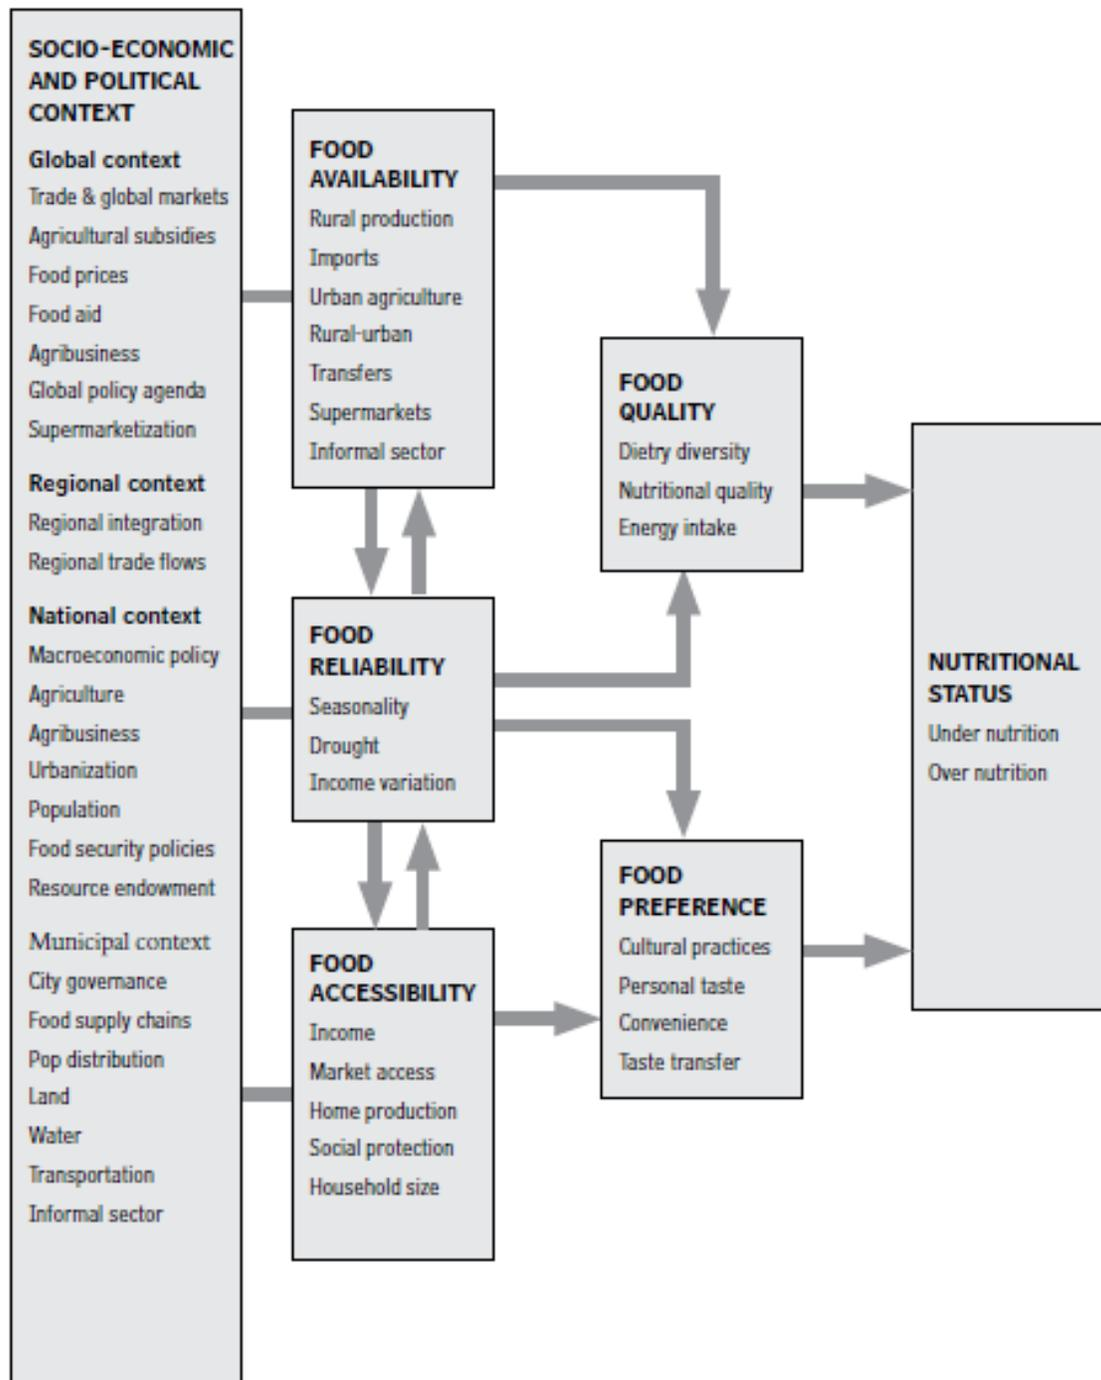 SOCIO-ECONOMIC
AND POLITICAL
CONTEXT
Global context
Trade & global markets
Agricultural subsidies
Food prices
Food aid
Agribusiness
Global policy agenda
Supermarketization
Regional context
Regional integration
Regional trade flows
National context
Macroeconomic policy
Agriculture
Agribusiness
Urbanization
Population
Food security policies
Resource endowment
Municipal context
City governance
Food supply chains
Pop distribution
Land
Water
Transportation
Informal sector
FOOD
AVAILABILITY
Rural production
Imports
Urban agriculture
Rural-urban
Transfers
Supermarkets
Informal sector
FOOD
RELIABILITY
Seasonality
Drought
Income variation
FOOD
ACCESSIBILITY
Income
Market access
Home production
Social protection
Household size
FOOD
QUALITY
Dietry diversity
Nutritional quality
Energy intake
FOOD
PREFERENCE
Cultural practices
Personal taste
Convenience
Taste transfer
NUTRITIONAL
STATUS
Under nutrition
Over nutrition